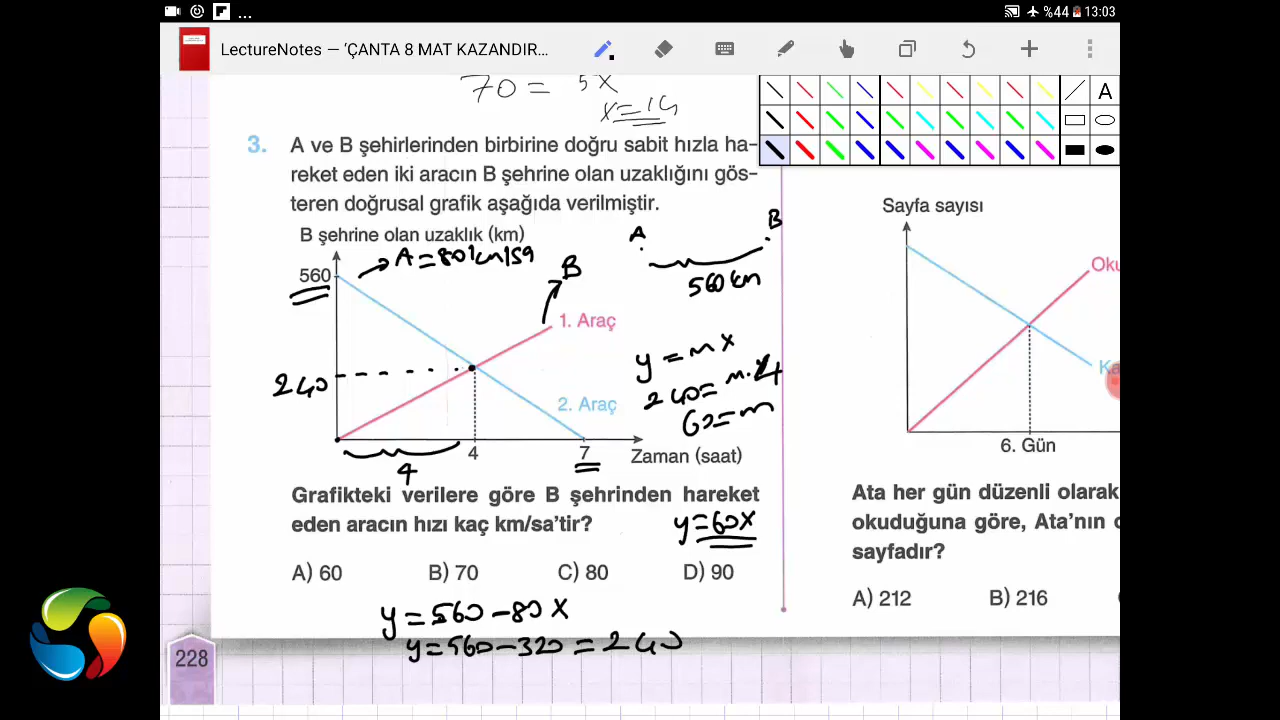 %44 13:03
LectureNotes — ‘ÇANTA 8 MAT KAZANDIR...
70 = 5x
x=14
3. A ve B şehirlerinden birbirine doğru sabit hızla ha-
reket eden iki aracın B şehrine olan uzaklığını gös-
teren doğrusal grafik aşağıda verilmiştir.
B şehrine olan uzaklık (km)
A = 80 km/sa
560
B
1. Araç
240
2. Araç
4
7
Zaman (saat)
4
A
B
560 km
y = mx
240 = m.4
60 = m
Grafikteki verilere göre B şehrinden hareket
eden aracın hızı kaç km/sa’tir?
y=60x
A) 60 B) 70 C) 80 D) 90
y = 560 - 80x
y = 560 - 320 = 240
228
A
Sayfa sayısı
Oku
Ka
6. Gün
Ata her gün düzenli olarak
okuduğuna göre, Ata’nın
sayfadır?
A) 212 B) 216